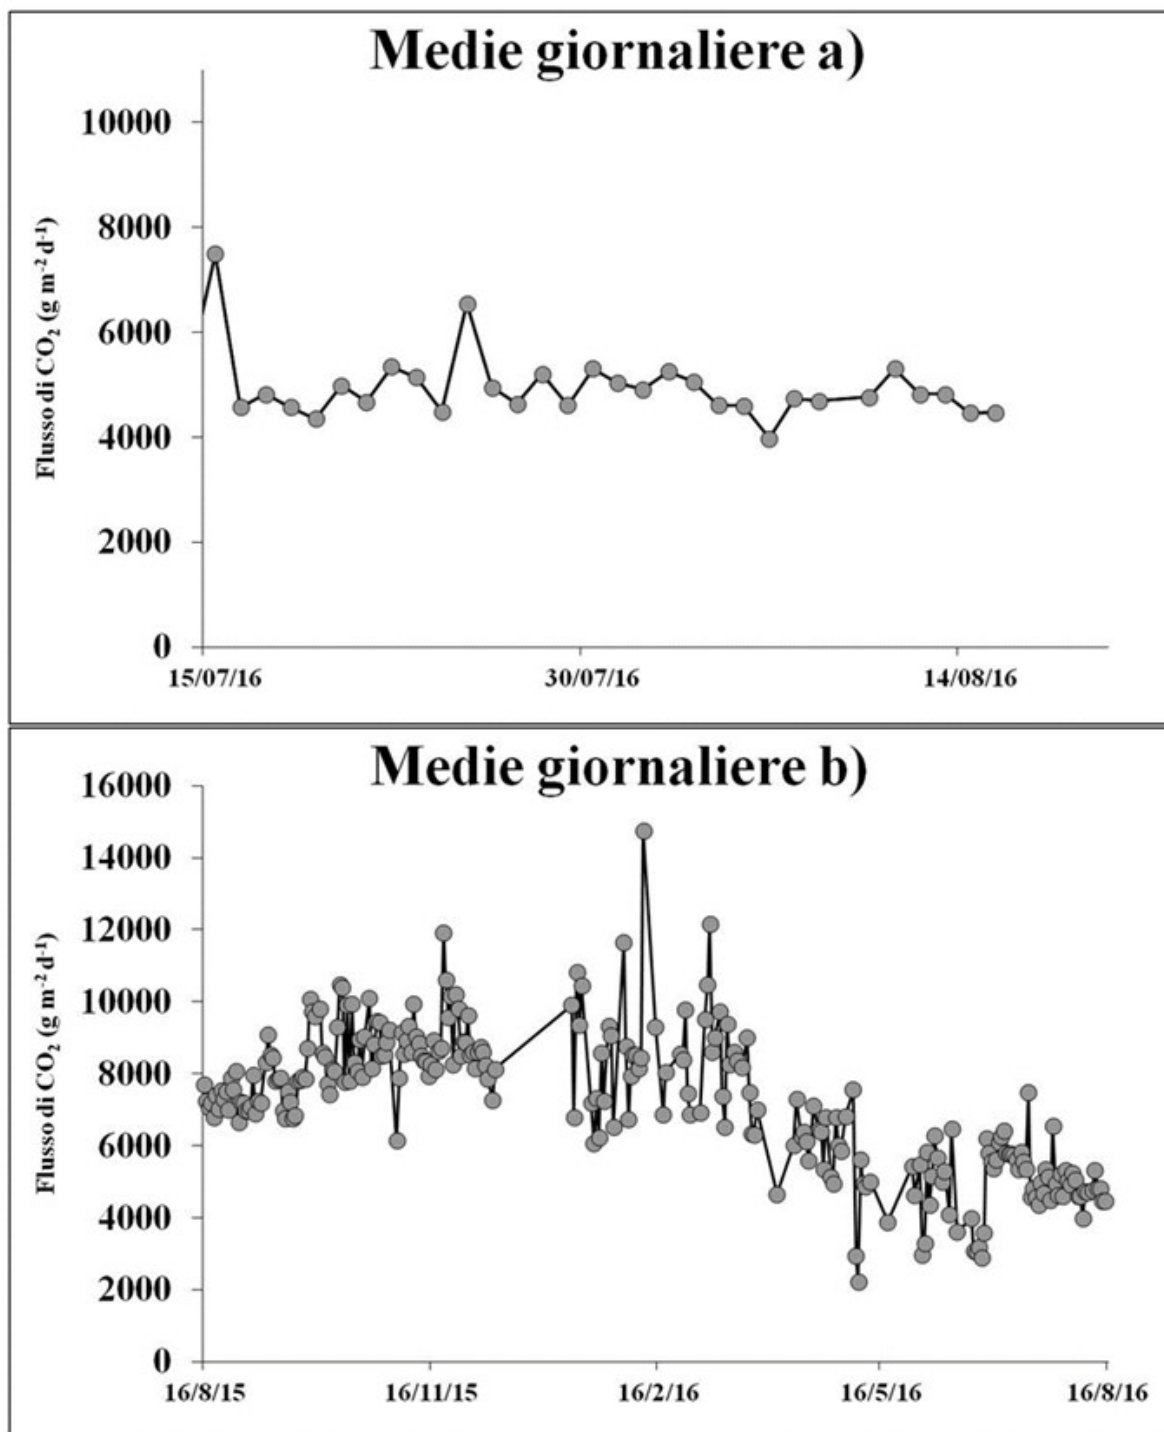 Medie giornaliere a)
Flusso di CO₂ (g m⁻² d⁻¹)
10000
8000
6000
4000
2000
0
15/07/16 30/07/16 14/08/16
Medie giornaliere b)
Flusso di CO₂ (g m⁻² d⁻¹)
16000
14000
12000
10000
8000
6000
4000
2000
0
16/8/15 16/11/15 16/2/16 16/5/16 16/8/16